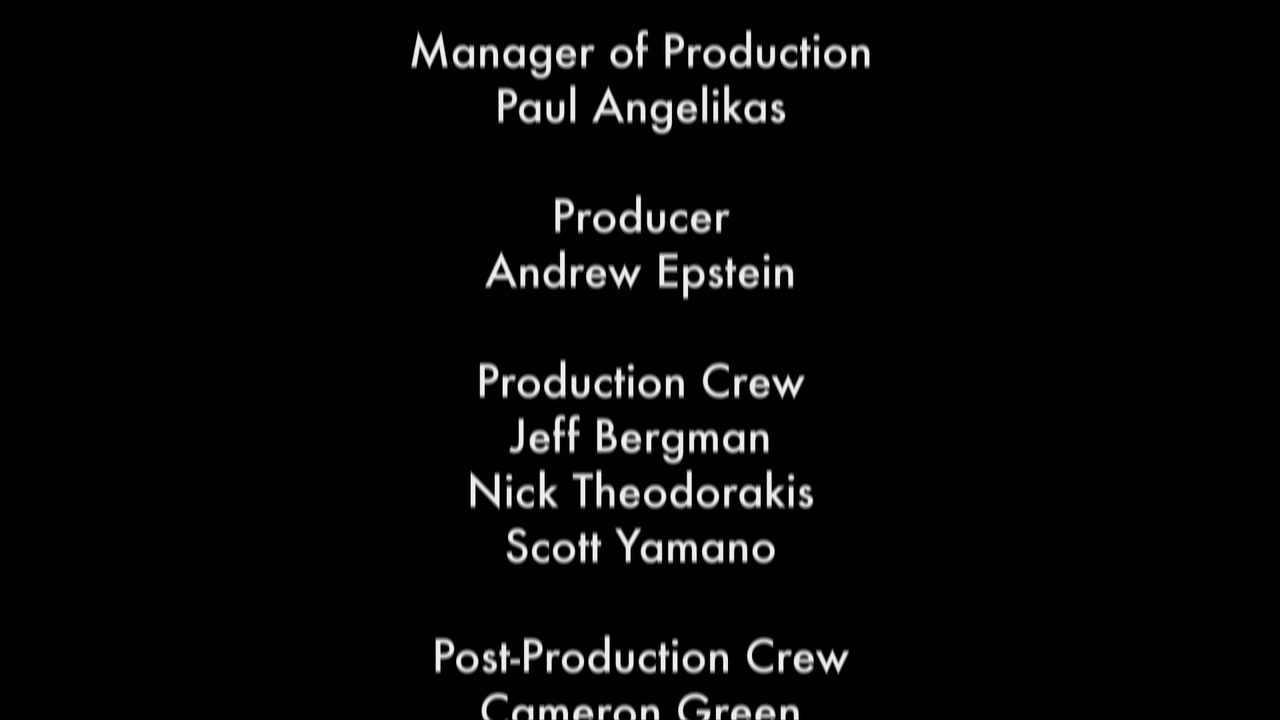 Manager of Production
Paul Angelikas
Producer
Andrew Epstein
Production Crew
Jeff Bergman
Nick Theodorakis
Scott Yamano
Post-Production Crew
Cameron Green